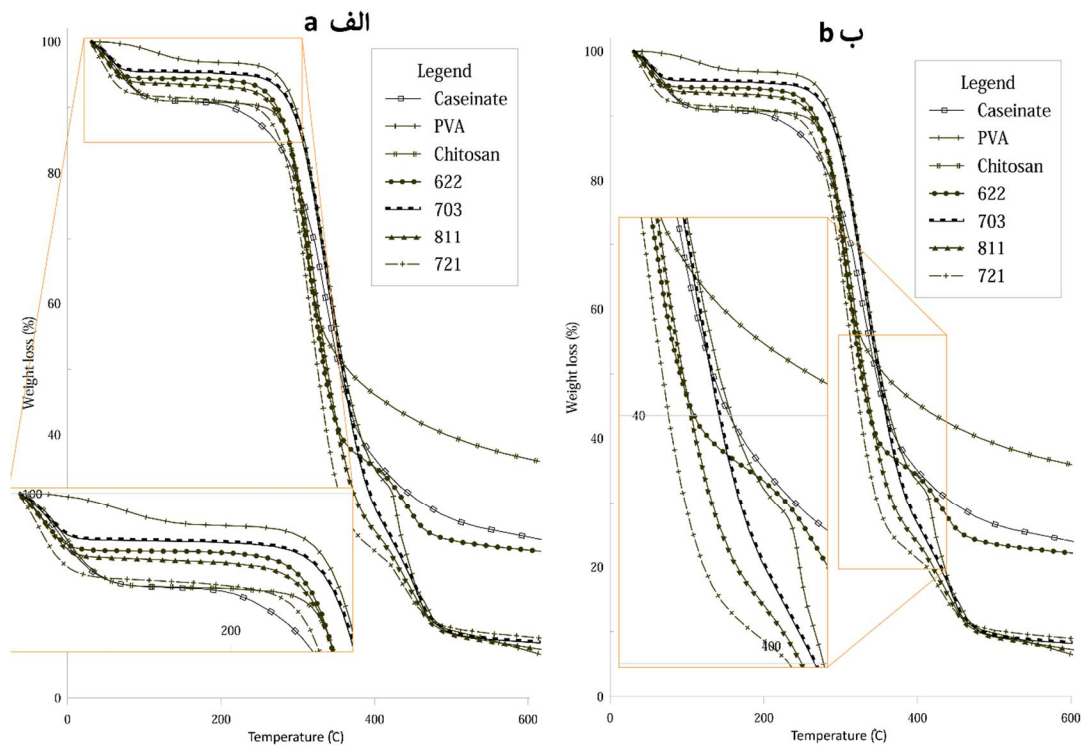 الف a
100
80
60
40
20
0
Weight loss (%)
0
200
400
600
Temperature (˚C)
Legend
Caseinate
PVA
Chitosan
622
703
811
721
100
200
ب b
100
80
60
40
20
0
Weight loss (%)
0
200
400
600
Temperature (˚C)
Legend
Caseinate
PVA
Chitosan
622
703
811
721
40
400